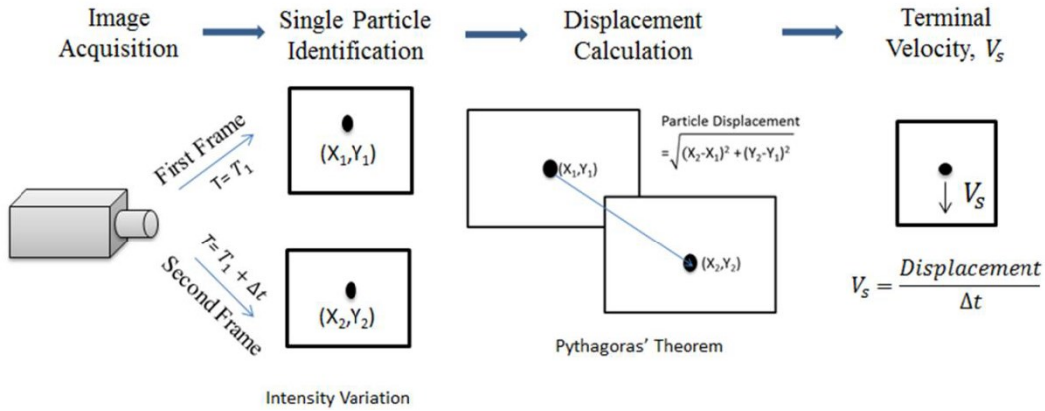 Image
Acquisition
Single Particle
Identification
Displacement
Calculation
Terminal
Velocity, Vₛ
First Frame
T= T₁
(X₁,Y₁)
T= T₁ + Δt
Second Frame
(X₂,Y₂)
Intensity Variation
Particle Displacement
=√(X₂-X₁)² +(Y₂-Y₁)²
(X₁,Y₁)
(X₂,Y₂)
Pythagoras’ Theorem
Vₛ
Vₛ = Displacement / Δt